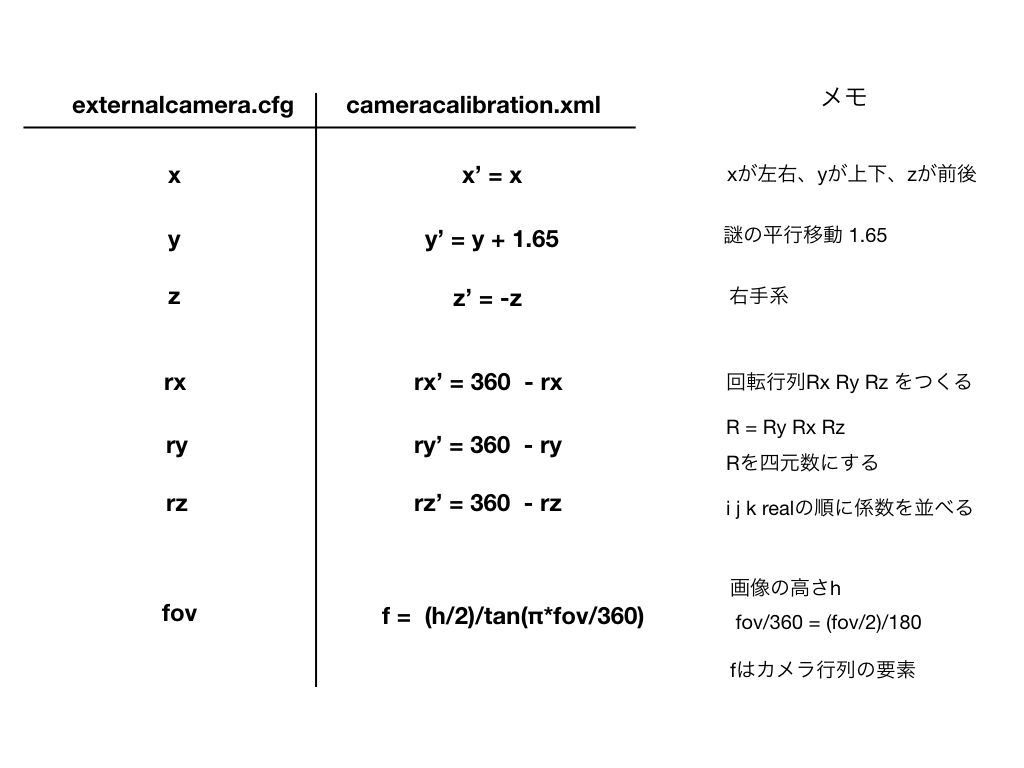 externalcamera.cfg cameracalibration.xml メモ
x x’ = x xが左右、yが上下、zが前後
y y’ = y + 1.65 謎の平行移動 1.65
z z’ = -z 右手系
rx rx’ = 360 - rx 回転行列Rx Ry Rz をつくる
R = Ry Rx Rz
ry ry’ = 360 - ry
Rを四元数にする
rz rz’ = 360 - rz i j k realの順に係数を並べる
画像の高さh
fov f = (h/2)/tan(π*fov/360) fov/360 = (fov/2)/180
fはカメラ行列の要素